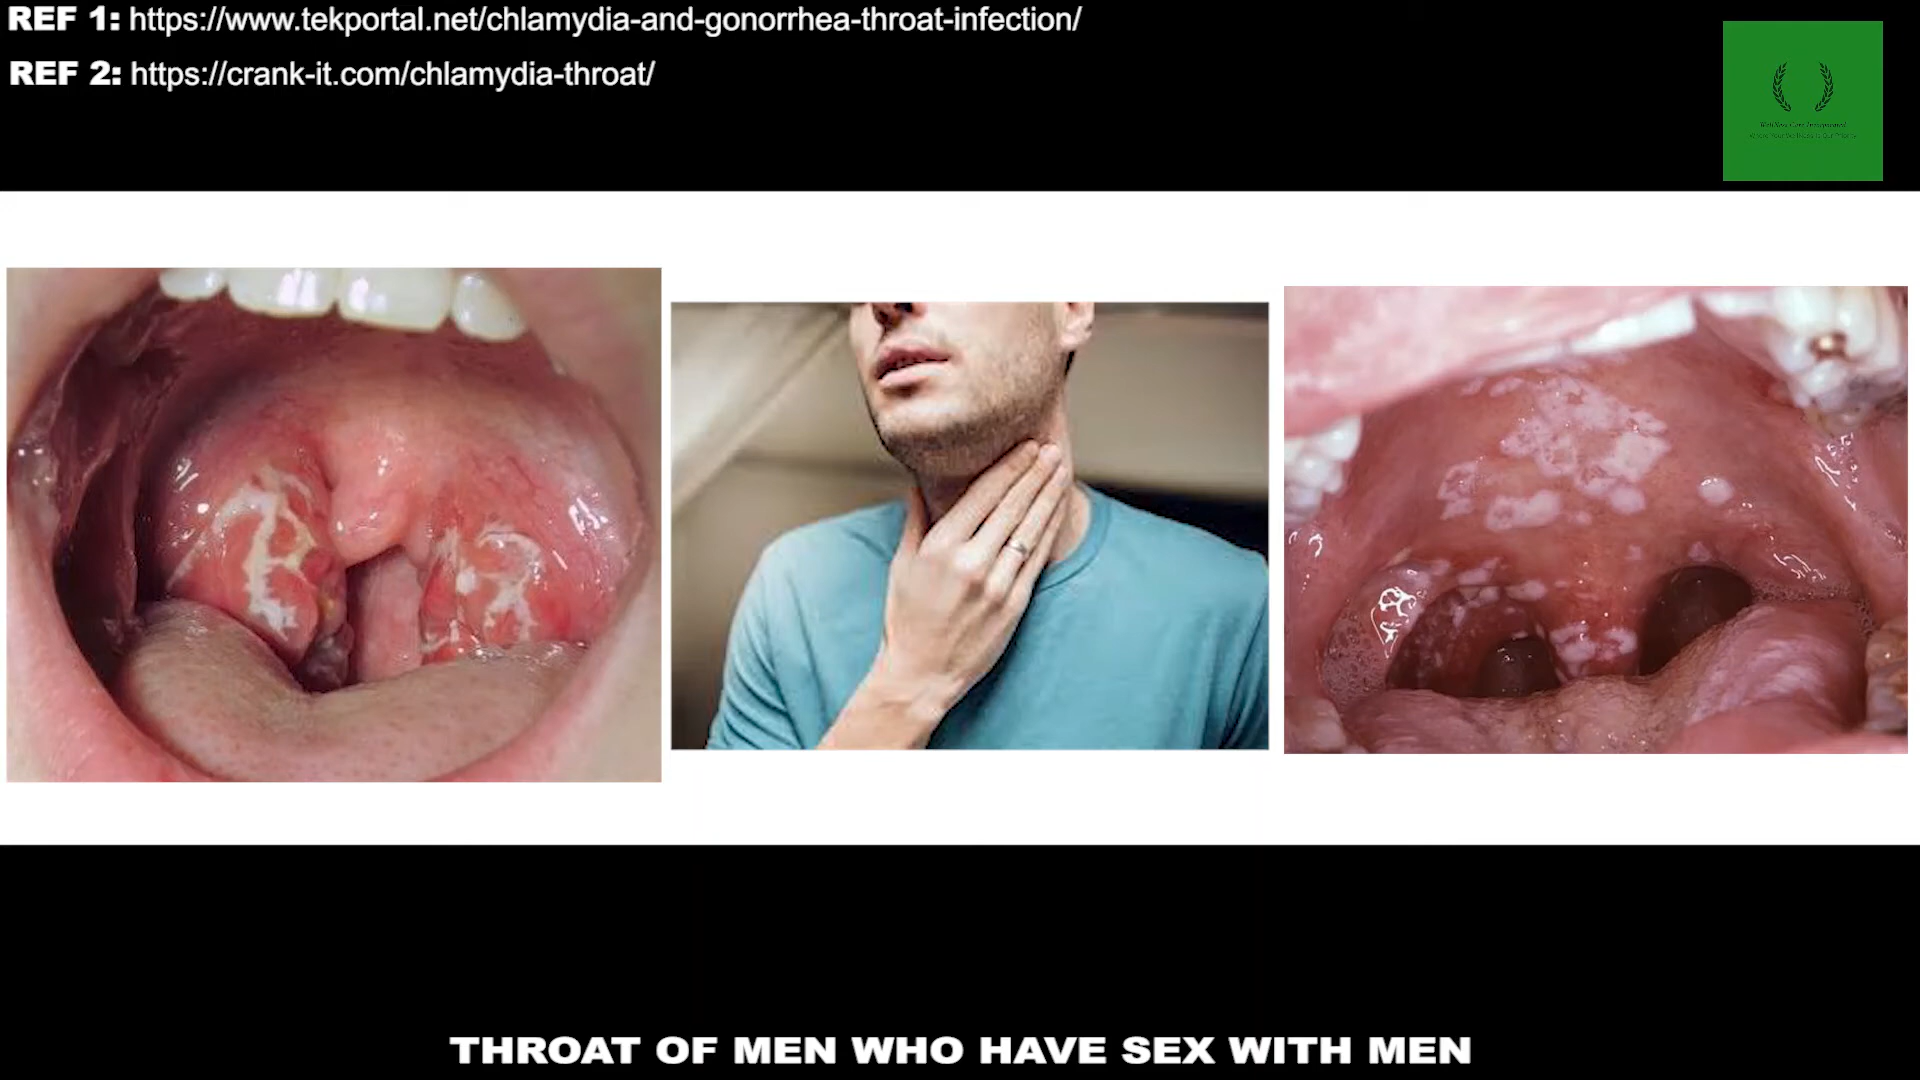 REF 1: https://www.tekportal.net/chlamydia-and-gonorrhea-throat-infection/
REF 2: https://crank-it.com/chlamydia-throat/
THROAT OF MEN WHO HAVE SEX WITH MEN